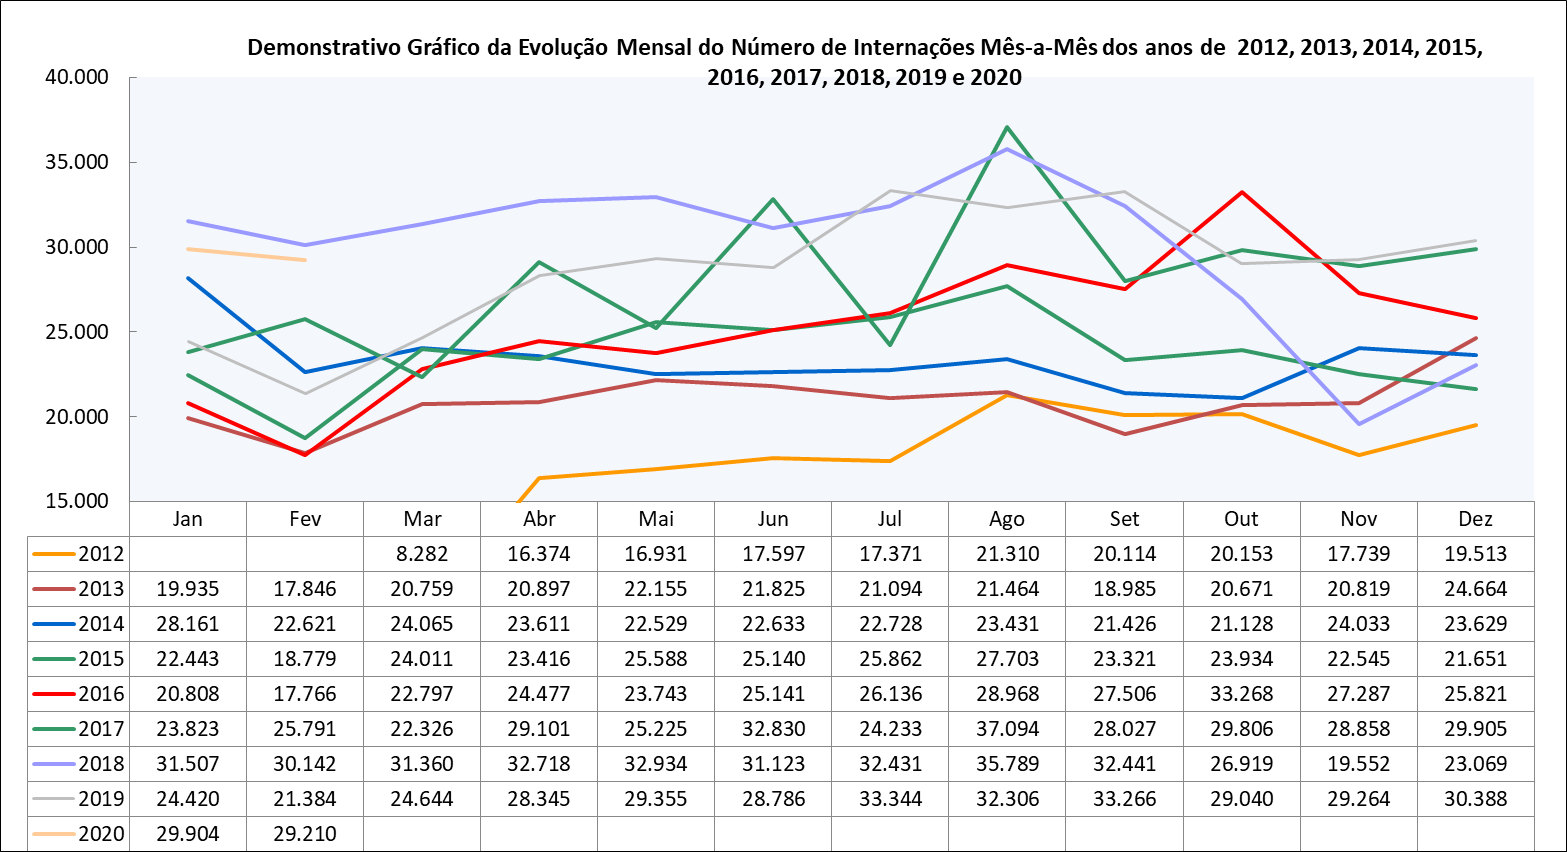 Demonstrativo Gráfico da Evolução Mensal do Número de Internações Mês-a-Mês dos anos de 2012, 2013, 2014, 2015,
2016, 2017, 2018, 2019 e 2020
40.000
35.000
30.000
25.000
20.000
15.000
Jan Fev Mar Abr Mai Jun Jul Ago Set Out Nov Dez
2012 8.282 16.374 16.931 17.597 17.371 21.310 20.114 20.153 17.739 19.513
2013 19.935 17.846 20.759 20.897 22.155 21.825 21.094 21.464 18.985 20.671 20.819 24.664
2014 28.161 22.621 24.065 23.611 22.529 22.633 22.728 23.431 21.426 21.128 24.033 23.629
2015 22.443 18.779 24.011 23.416 25.588 25.140 25.862 27.703 23.321 23.934 22.545 21.651
2016 20.808 17.766 22.797 24.477 23.743 25.141 26.136 28.968 27.506 33.268 27.287 25.821
2017 23.823 25.791 22.326 29.101 25.225 32.830 24.233 37.094 28.027 29.806 28.858 29.905
2018 31.507 30.142 31.360 32.718 32.934 31.123 32.431 35.789 32.441 26.919 19.552 23.069
2019 24.420 21.384 24.644 28.345 29.355 28.786 33.344 32.306 33.266 29.040 29.264 30.388
2020 29.904 29.210